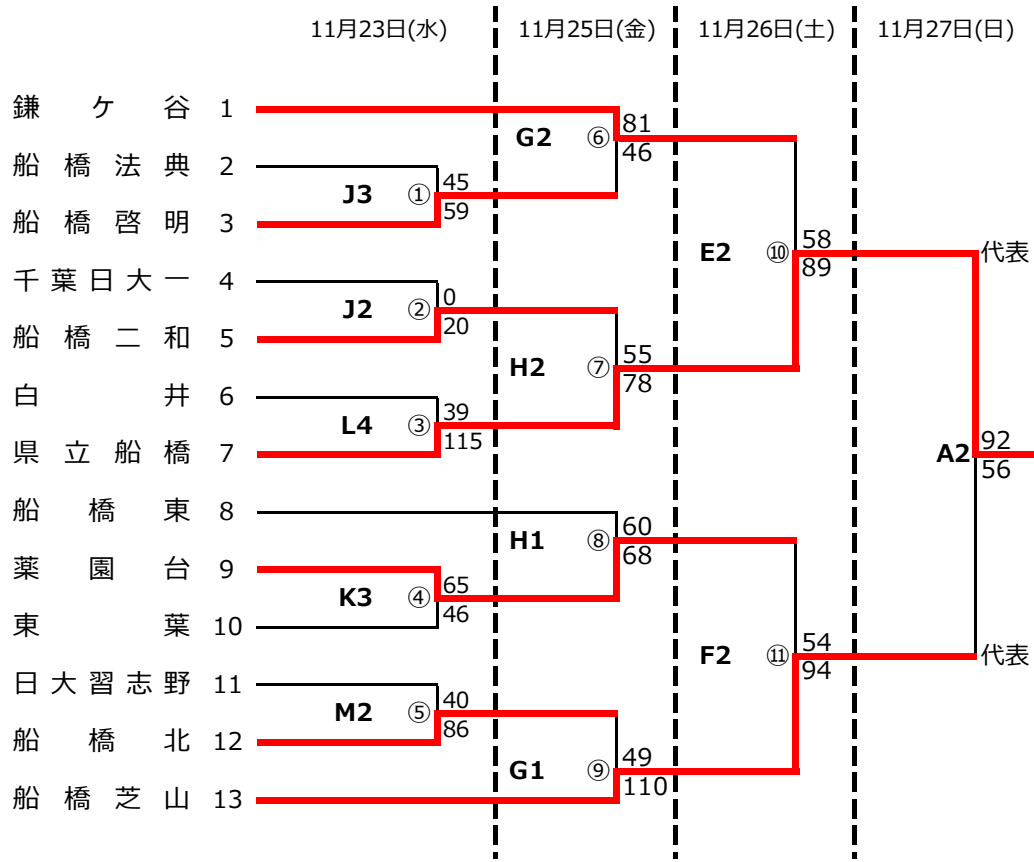 11月23日(水) 11月25日(金) 11月26日(土) 11月27日(日)
鎌ケ谷 1
G2 ⑥ 81
46
船橋法典 2
J3 ① 45
59
船橋啓明 3
E2 ⑩ 58
89
代表
千葉日大一 4
J2 ② 0
20
船橋二和 5
H2 ⑦ 55
78
白井 6
L4 ③ 39
115
県立船橋 7
A2 92
56
船橋東 8
H1 ⑧ 60
68
薬園台 9
K3 ④ 65
46
東葉 10
F2 ⑪ 54
94
代表
日大習志野 11
M2 ⑤ 40
86
船橋北 12
G1 ⑨ 49
110
船橋芝山 13